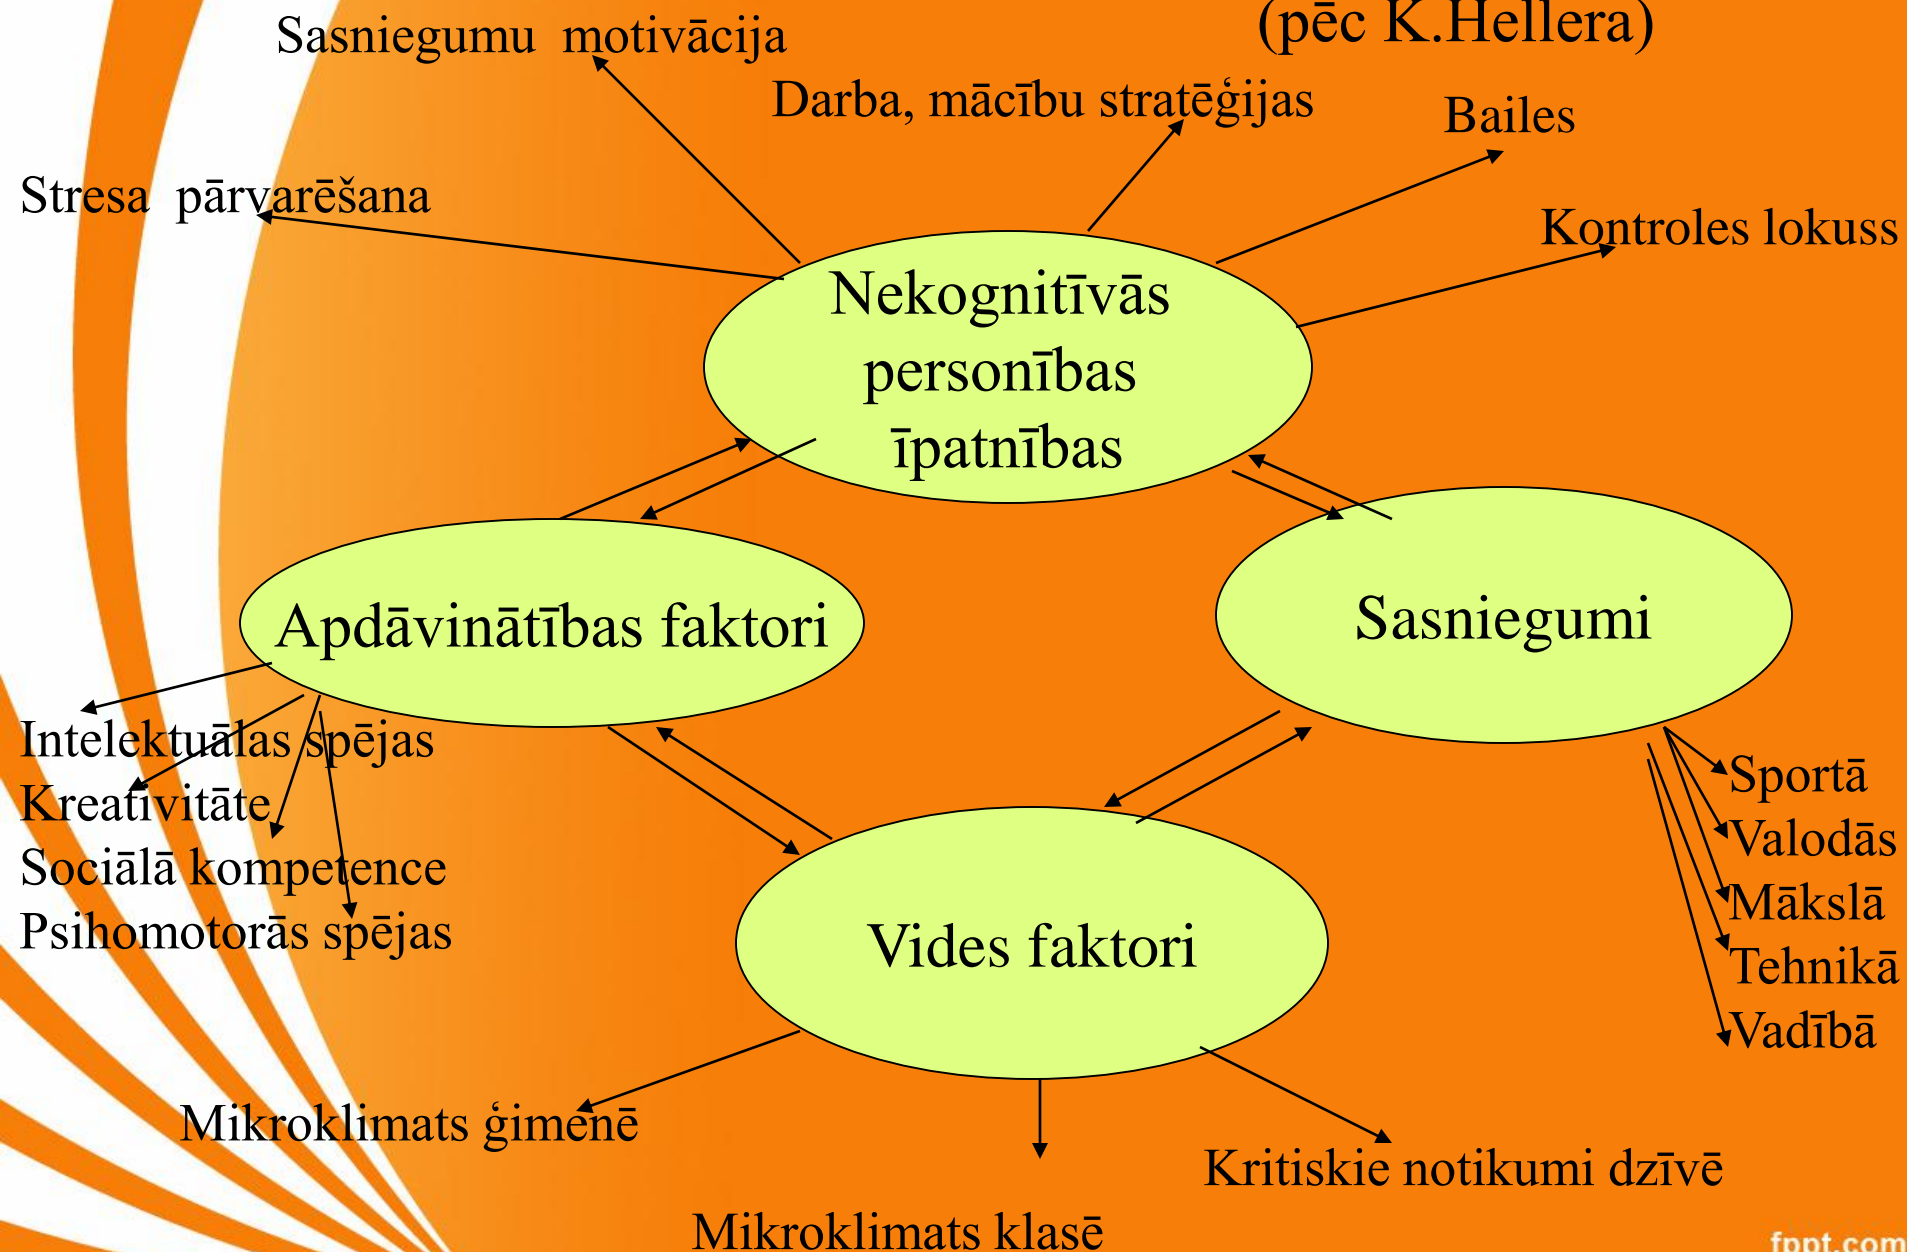 (pēc K.Hellera)
Sasniegumu motivācija
Darba, mācību stratēģijas
Bailes
Stresa pārvarēšana
Kontroles lokuss
Nekognitīvās
personības
īpatnības
Apdāvinātības faktori
Sasniegumi
Intelektuālas spējas
Kreativitāte
Sociālā kompetence
Psihomotorās spējas
Sportā
Valodās
Mākslā
Tehnikā
Vadībā
Vides faktori
Mikroklimats ģimenē
Kritiskie notikumi dzīvē
Mikroklimats klasē
fppt.com